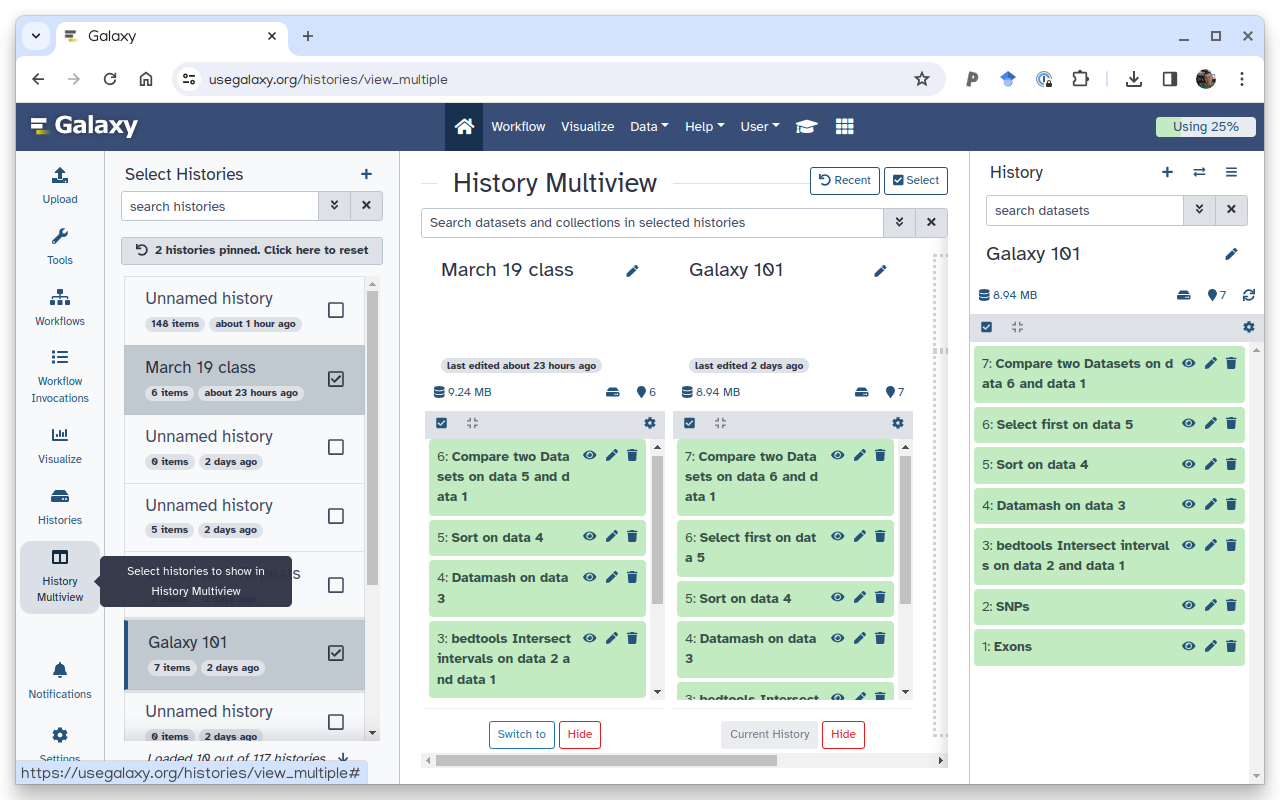 Galaxy
usegalaxy.org/histories/view_multiple
Galaxy
Workflow
Visualize
Data
Help
User
Using 25%
Upload
Tools
Workflows
Workflow
Invocations
Visualize
Histories
History
Multiview
Notifications
Settings
Select Histories
search histories
2 histories pinned. Click here to reset
Unnamed history
148 items about 1 hour ago
March 19 class
6 items about 23 hours ago
Unnamed history
0 items 2 days ago
Unnamed history
5 items 2 days ago
Select histories to show in
History Multiview
Galaxy 101
7 items 2 days ago
Unnamed history
0 items 2 days ago
Loaded 10 out of 117 histories
https://usegalaxy.org/histories/view_multiple#
History Multiview
Recent
Select
Search datasets and collections in selected histories
March 19 class
last edited about 23 hours ago
9.24 MB
6
6: Compare two Data
sets on data 5 and d
ata 1
5: Sort on data 4
4: Datamash on data
3
3: bedtools Intersect
intervals on data 2 a
nd data 1
Switch to
Hide
Galaxy 101
last edited 2 days ago
8.94 MB
7
7: Compare two Data
sets on data 6 and d
ata 1
6: Select first on dat
a 5
5: Sort on data 4
4: Datamash on data
3
3: bedtools Intersect
Current History
Hide
History
search datasets
Galaxy 101
8.94 MB
7
7: Compare two Datasets on d
ata 6 and data 1
6: Select first on data 5
5: Sort on data 4
4: Datamash on data 3
3: bedtools Intersect interval
s on data 2 and data 1
2: SNPs
1: Exons